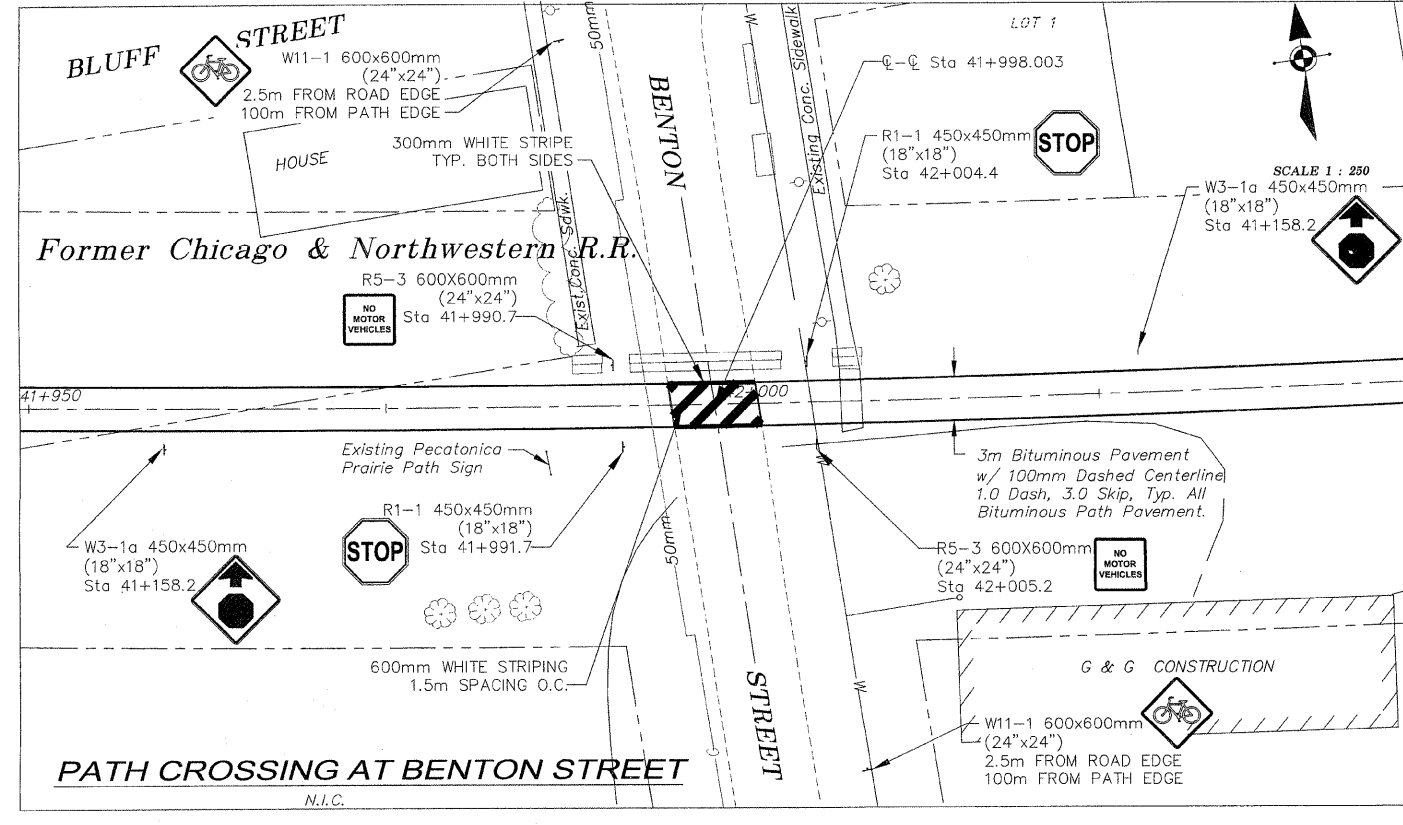 BLUFF STREET
W11-1 600x600mm
(24"x24")
2.5m FROM ROAD EDGE
100m FROM PATH EDGE
HOUSE
300mm WHITE STRIPE
TYP. BOTH SIDES
50mm
BENTON
W
Existing Conc. Sidewalk
LOT 1
℄-℄ Sta 41+998.003
R1-1 450x450mm
(18"x18")
Sta 42+004.4
STOP
SCALE 1 : 250
W3-1a 450x450mm
(18"x18")
Sta 41+158.2
Former Chicago & Northwestern R.R.
Exist. Conc. Sdwk.
R5-3 600X600mm
(24"x24")
Sta 41+990.7
NO
MOTOR
VEHICLES
41+950
42+000
Existing Pecatonica
Prairie Path Sign
3m Bituminous Pavement
w/ 100mm Dashed Centerline
1.0 Dash, 3.0 Skip, Typ. All
Bituminous Path Pavement.
W
W3-1a 450x450mm
(18"x18")
Sta 41+158.2
R1-1 450x450mm
(18"x18")
Sta 41+991.7
STOP
50mm
R5-3 600X600mm
(24"x24")
Sta 42+005.2
NO
MOTOR
VEHICLES
600mm WHITE STRIPING
1.5m SPACING O.C.
STREET
W
G & G CONSTRUCTION
W11-1 600x600mm
(24"x24")
2.5m FROM ROAD EDGE
100m FROM PATH EDGE
PATH CROSSING AT BENTON STREET
N.I.C.